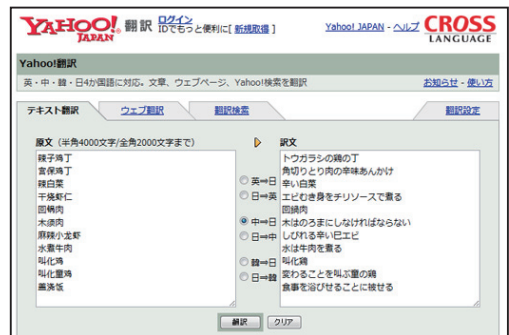 YAHOO! JAPAN 翻訳 ログイン IDでもっと便利に[ 新規取得 ] Yahoo! JAPAN - ヘルプ CROSS LANGUAGE
Yahoo!翻訳
英・中・韓・日4か国語に対応。文章、ウェブページ、Yahoo!検索を翻訳 お知らせ - 使い方
テキスト翻訳 ウェブ翻訳 翻訳検索 翻訳設定
原文（半角4000文字/全角2000文字まで） 訳文
辣子鸡丁
宫保鸡丁
辣白菜
干烧虾仁
回锅肉
木须肉
麻辣小龙虾
水煮牛肉
叫化鸡
叫化童鸡
盖浇饭
英⇒日
日⇒英
中⇒日
日⇒中
韓⇒日
日⇒韓
トウガラシの鶏の丁
角切りとり肉の辛味あんかけ
辛い白菜
エビむき身をチリソースで煮る
回鍋肉
木はのろまにしなければならない
しびれる辛い巳エビ
水は牛肉を煮る
叫化鶏
変わることを叫ぶ童の鶏
食事を浴びせることに被せる
翻訳 クリア